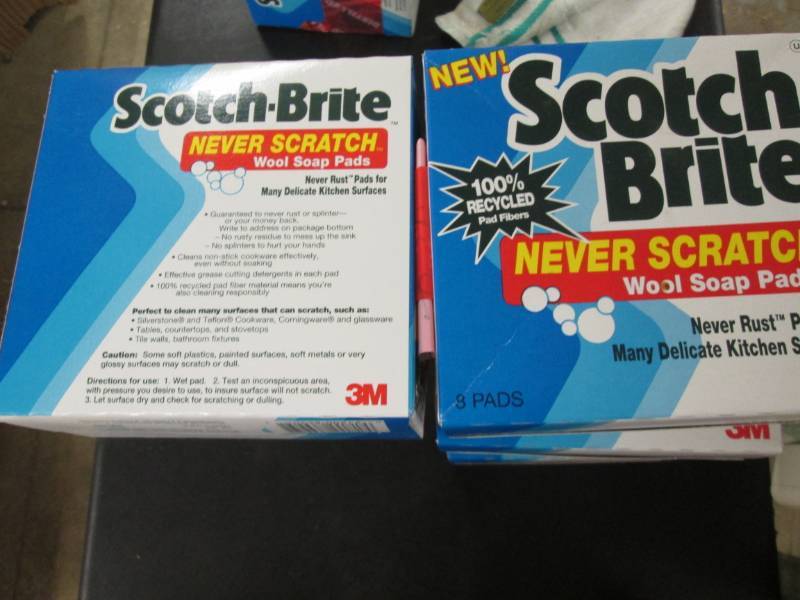 Scotch-Brite™
NEVER SCRATCH™
Wool Soap Pads
Never Rust™ Pads for
Many Delicate Kitchen Surfaces
• Guaranteed to never rust or splinter—
or your money back.
Write to address on package bottom
– No rusty residue to mess up the sink
– No splinters to hurt your hands
• Cleans non-stick cookware effectively,
even without soaking
• Effective grease cutting detergents in each pad
• 100% recycled pad fiber material means you're
also cleaning responsibly
Perfect to clean many surfaces that can scratch, such as:
• Silverstone® and Teflon® Cookware, Corningware® and glassware
• Tables, countertops, and stovetops
• Tile walls, bathroom fixtures
Caution: Some soft plastics, painted surfaces, soft metals or very
glossy surfaces may scratch or dull.
Directions for use: 1. Wet pad. 2. Test an inconspicuous area,
with pressure you desire to use, to insure surface will not scratch.
3. Let surface dry and check for scratching or dulling.
3M
NEW!
Scotch
Brite
100%
RECYCLED
Pad Fibers
NEVER SCRATC
Wool Soap Pad
Never Rust™ P
Many Delicate Kitchen S
8 PADS
3M